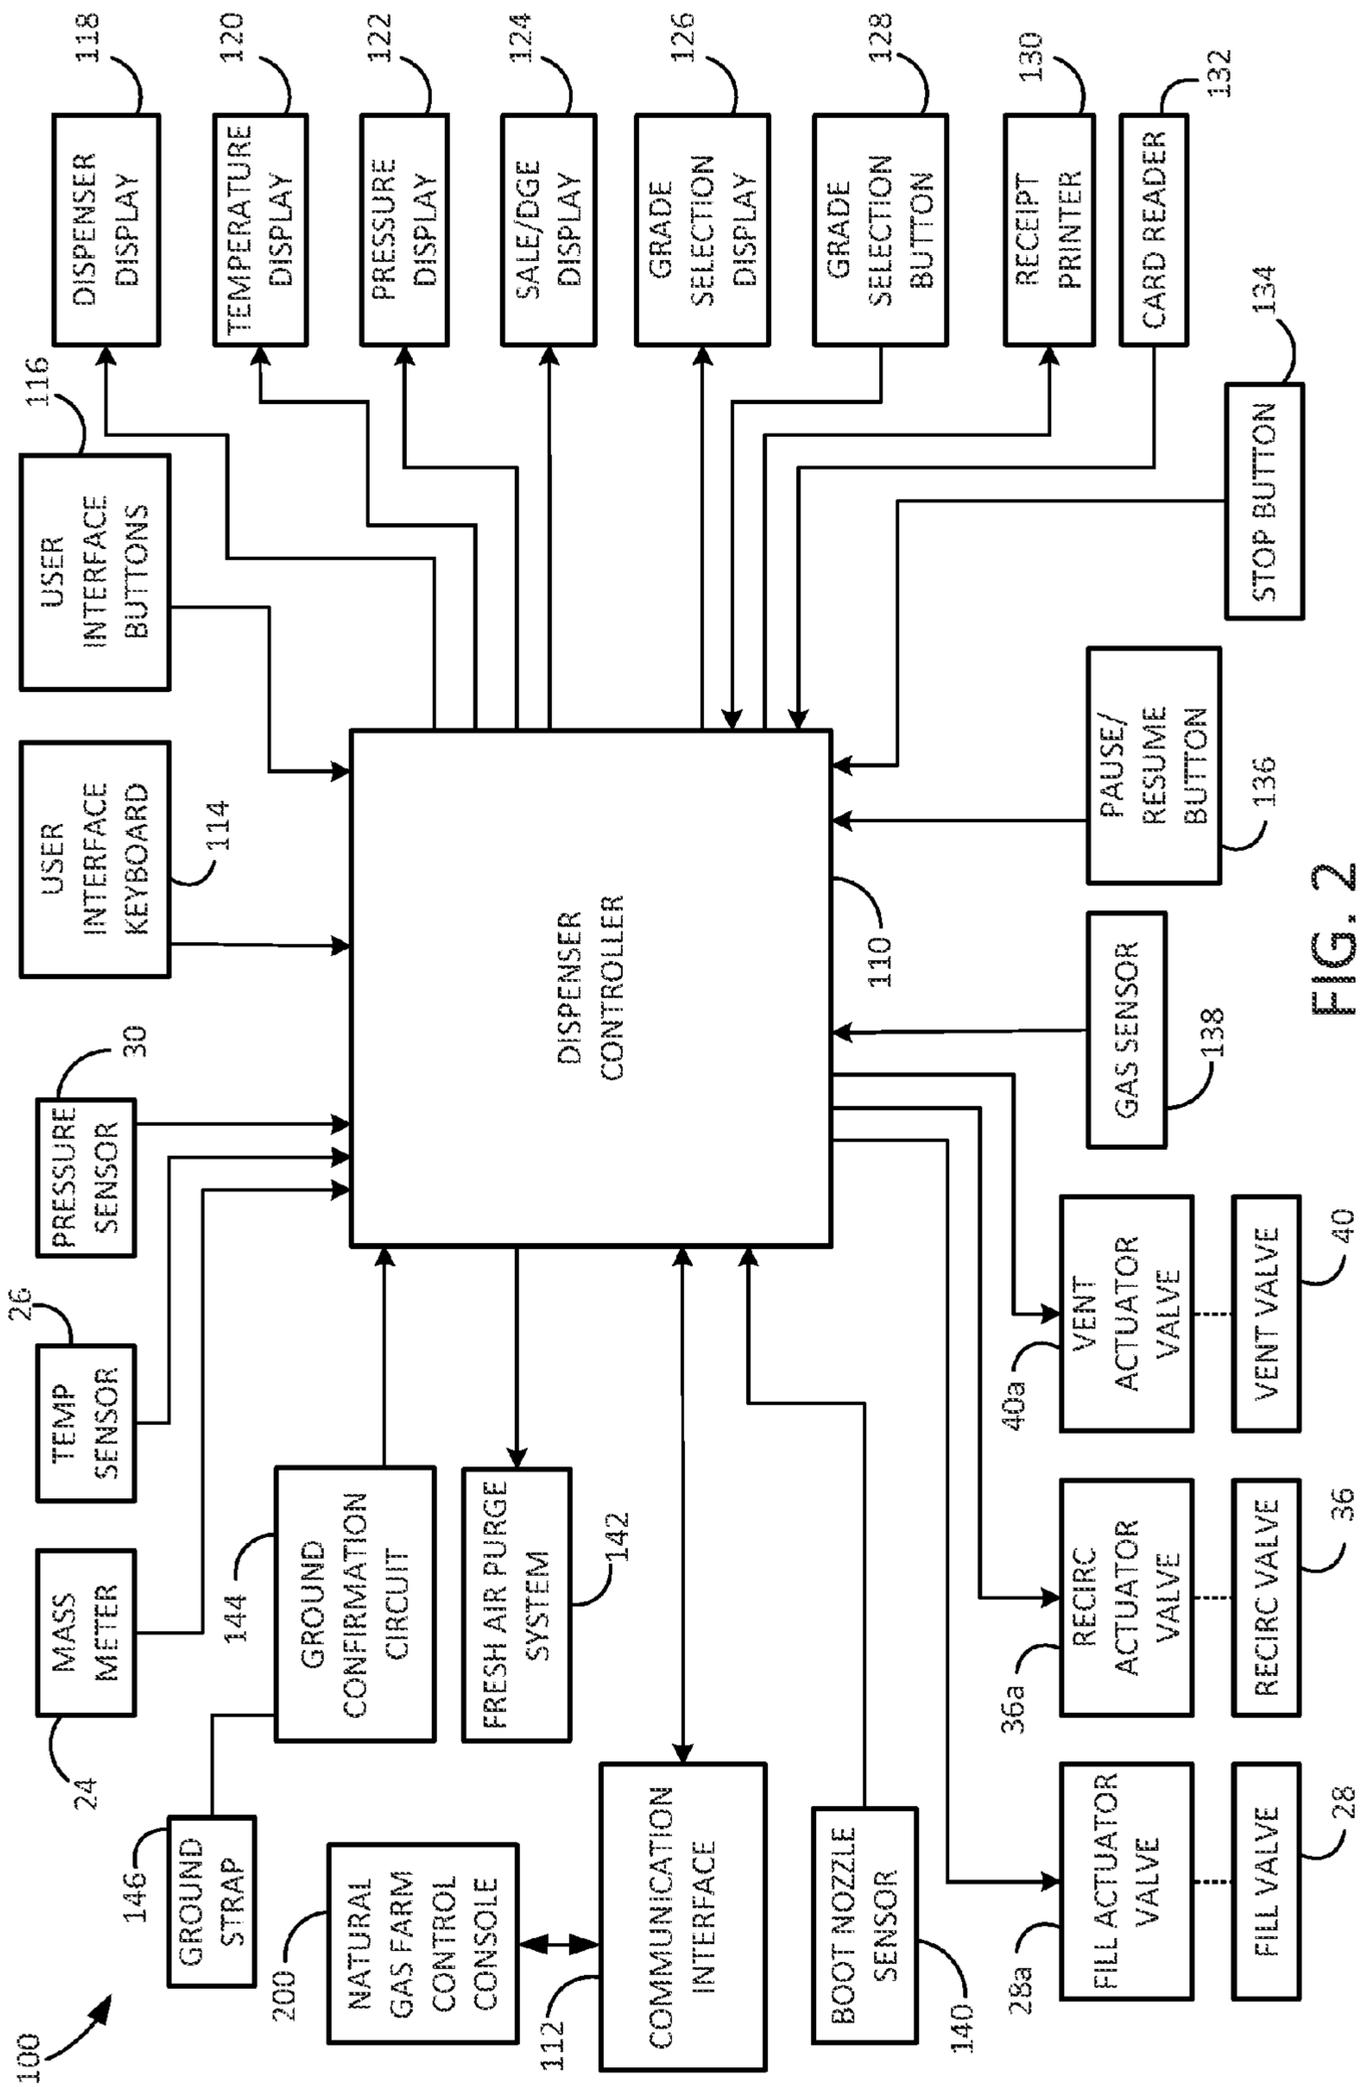 100
146
GROUND
STRAP
24
MASS
METER
26
TEMP
SENSOR
30
PRESSURE
SENSOR
USER
INTERFACE
KEYBOARD
114
116
USER
INTERFACE
BUTTONS
118
DISPENSER
DISPLAY
120
TEMPERATURE
DISPLAY
122
PRESSURE
DISPLAY
124
SALE/DGE
DISPLAY
126
GRADE
SELECTION
DISPLAY
128
GRADE
SELECTION
BUTTON
130
RECEIPT
PRINTER
CARD READER
132
134
STOP BUTTON
144
GROUND
CONFIRMATION
CIRCUIT
FRESH AIR PURGE
SYSTEM
142
200
NATURAL
GAS FARM
CONTROL
CONSOLE
112
COMMUNICATION
INTERFACE
DISPENSER
CONTROLLER
110
BOOT NOZZLE
SENSOR
140
PAUSE/
RESUME
BUTTON
136
GAS SENSOR
138
28a
FILL ACTUATOR
VALVE
36a
RECIRC
ACTUATOR
VALVE
40a
VENT
ACTUATOR
VALVE
FILL VALVE
28
RECIRC VALVE
36
VENT VALVE
40
FIG. 2